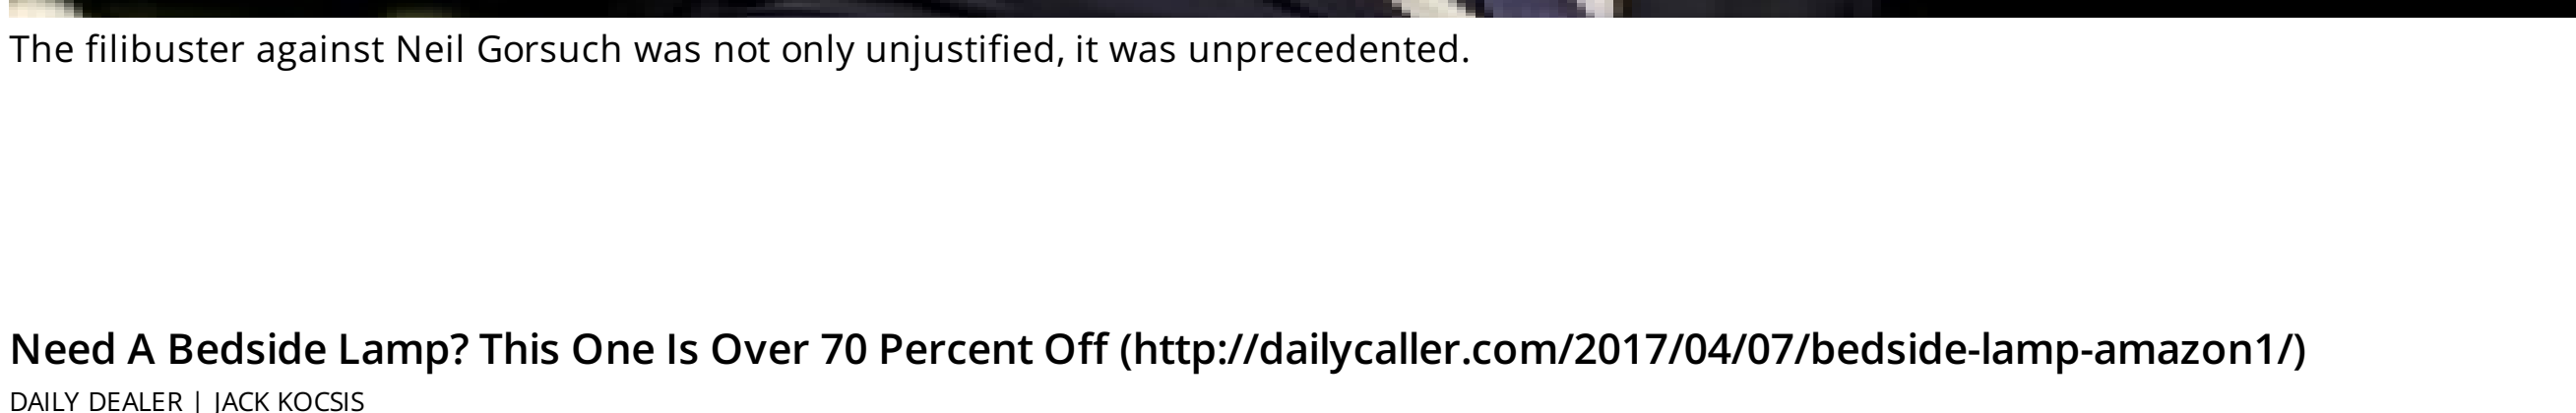 The filibuster against Neil Gorsuch was not only unjustified, it was unprecedented.
Need A Bedside Lamp? This One Is Over 70 Percent Off (http://dailycaller.com/2017/04/07/bedside-lamp-amazon1/)
DAILY DEALER | JACK KOCSIS